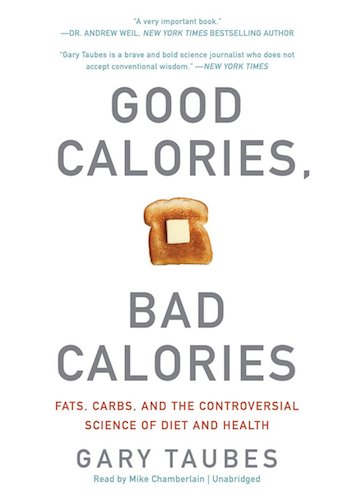 "A very important book."
—DR. ANDREW WEIL, NEW YORK TIMES BESTSELLING AUTHOR
"Gary Taubes is a brave and bold science journalist who does not
accept conventional wisdom." —NEW YORK TIMES
GOOD
CALORIES,
BAD
CALORIES
FATS, CARBS, AND THE CONTROVERSIAL
SCIENCE OF DIET AND HEALTH
GARY TAUBES
Read by Mike Chamberlain | Unabridged